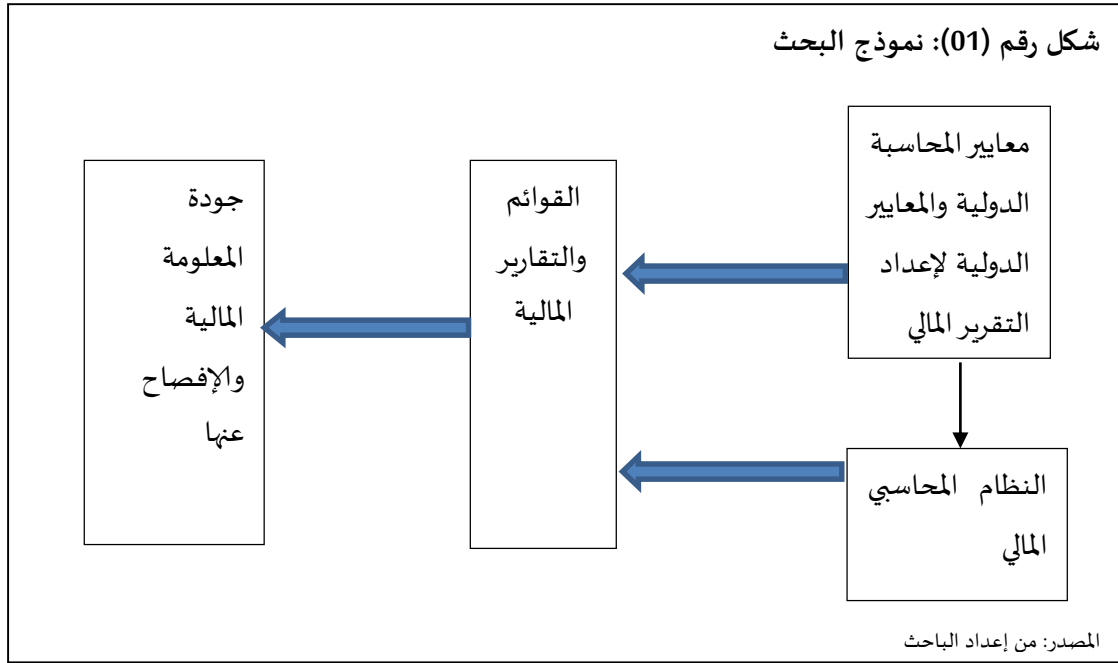 شكل رقم (01): نموذج البحث
معايير المحاسبة
الدولية والمعايير
الدولية لإعداد
التقرير المالي
النظام المحاسبي
المالي
القوائم
والتقارير
المالية
جودة
المعلومة
المالية
والإفصاح
عنها
المصدر: من إعداد الباحث